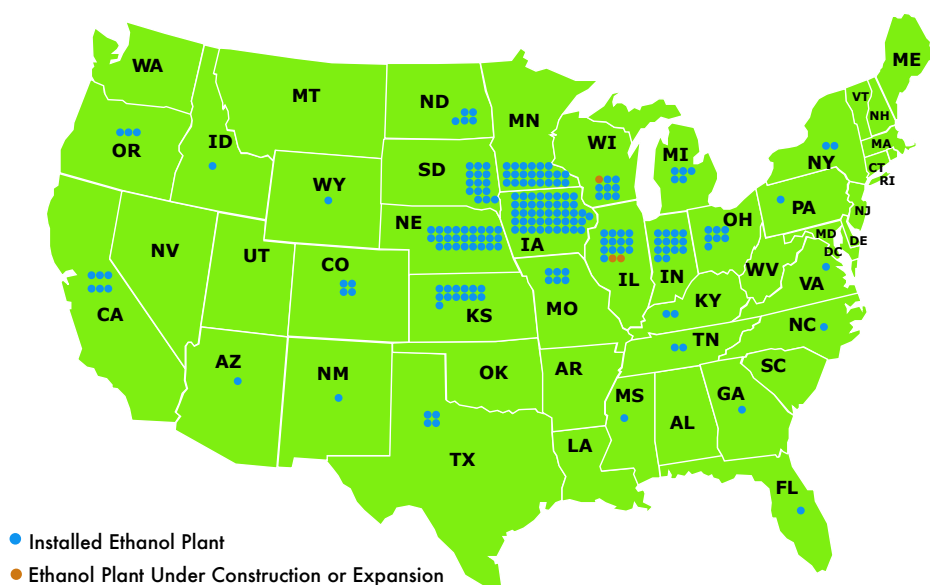 WA
MT
ND
MN
ME
VT
NH
OR
ID
WI
MI
MA
NY
CT
RI
WY
SD
NE
IA
PA
NJ
OH
MD
DE
DC
NV
UT
CO
IL
IN
WV
VA
CA
KS
MO
KY
NC
TN
AZ
NM
OK
AR
SC
MS
AL
GA
TX
LA
FL
Installed Ethanol Plant
Ethanol Plant Under Construction or Expansion